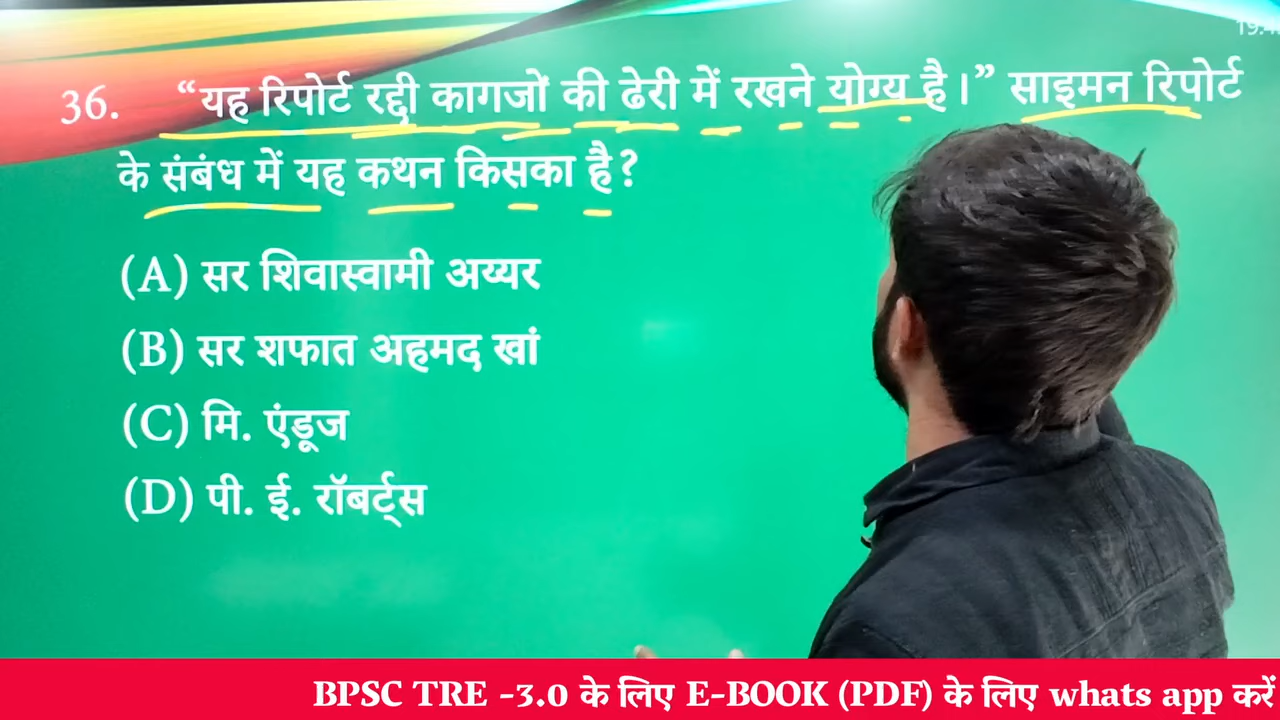 36. “यह रिपोर्ट रद्दी कागजों की ढेरी में रखने योग्य है।” साइमन रिपोर्ट
के संबंध में यह कथन किसका है?
(A) सर शिवास्वामी अय्यर
(B) सर शफात अहमद खां
(C) मि. एंड्रूज
(D) पी. ई. रॉबर्ट्स
BPSC TRE -3.0 के लिए E-BOOK (PDF) के लिए whats app करें